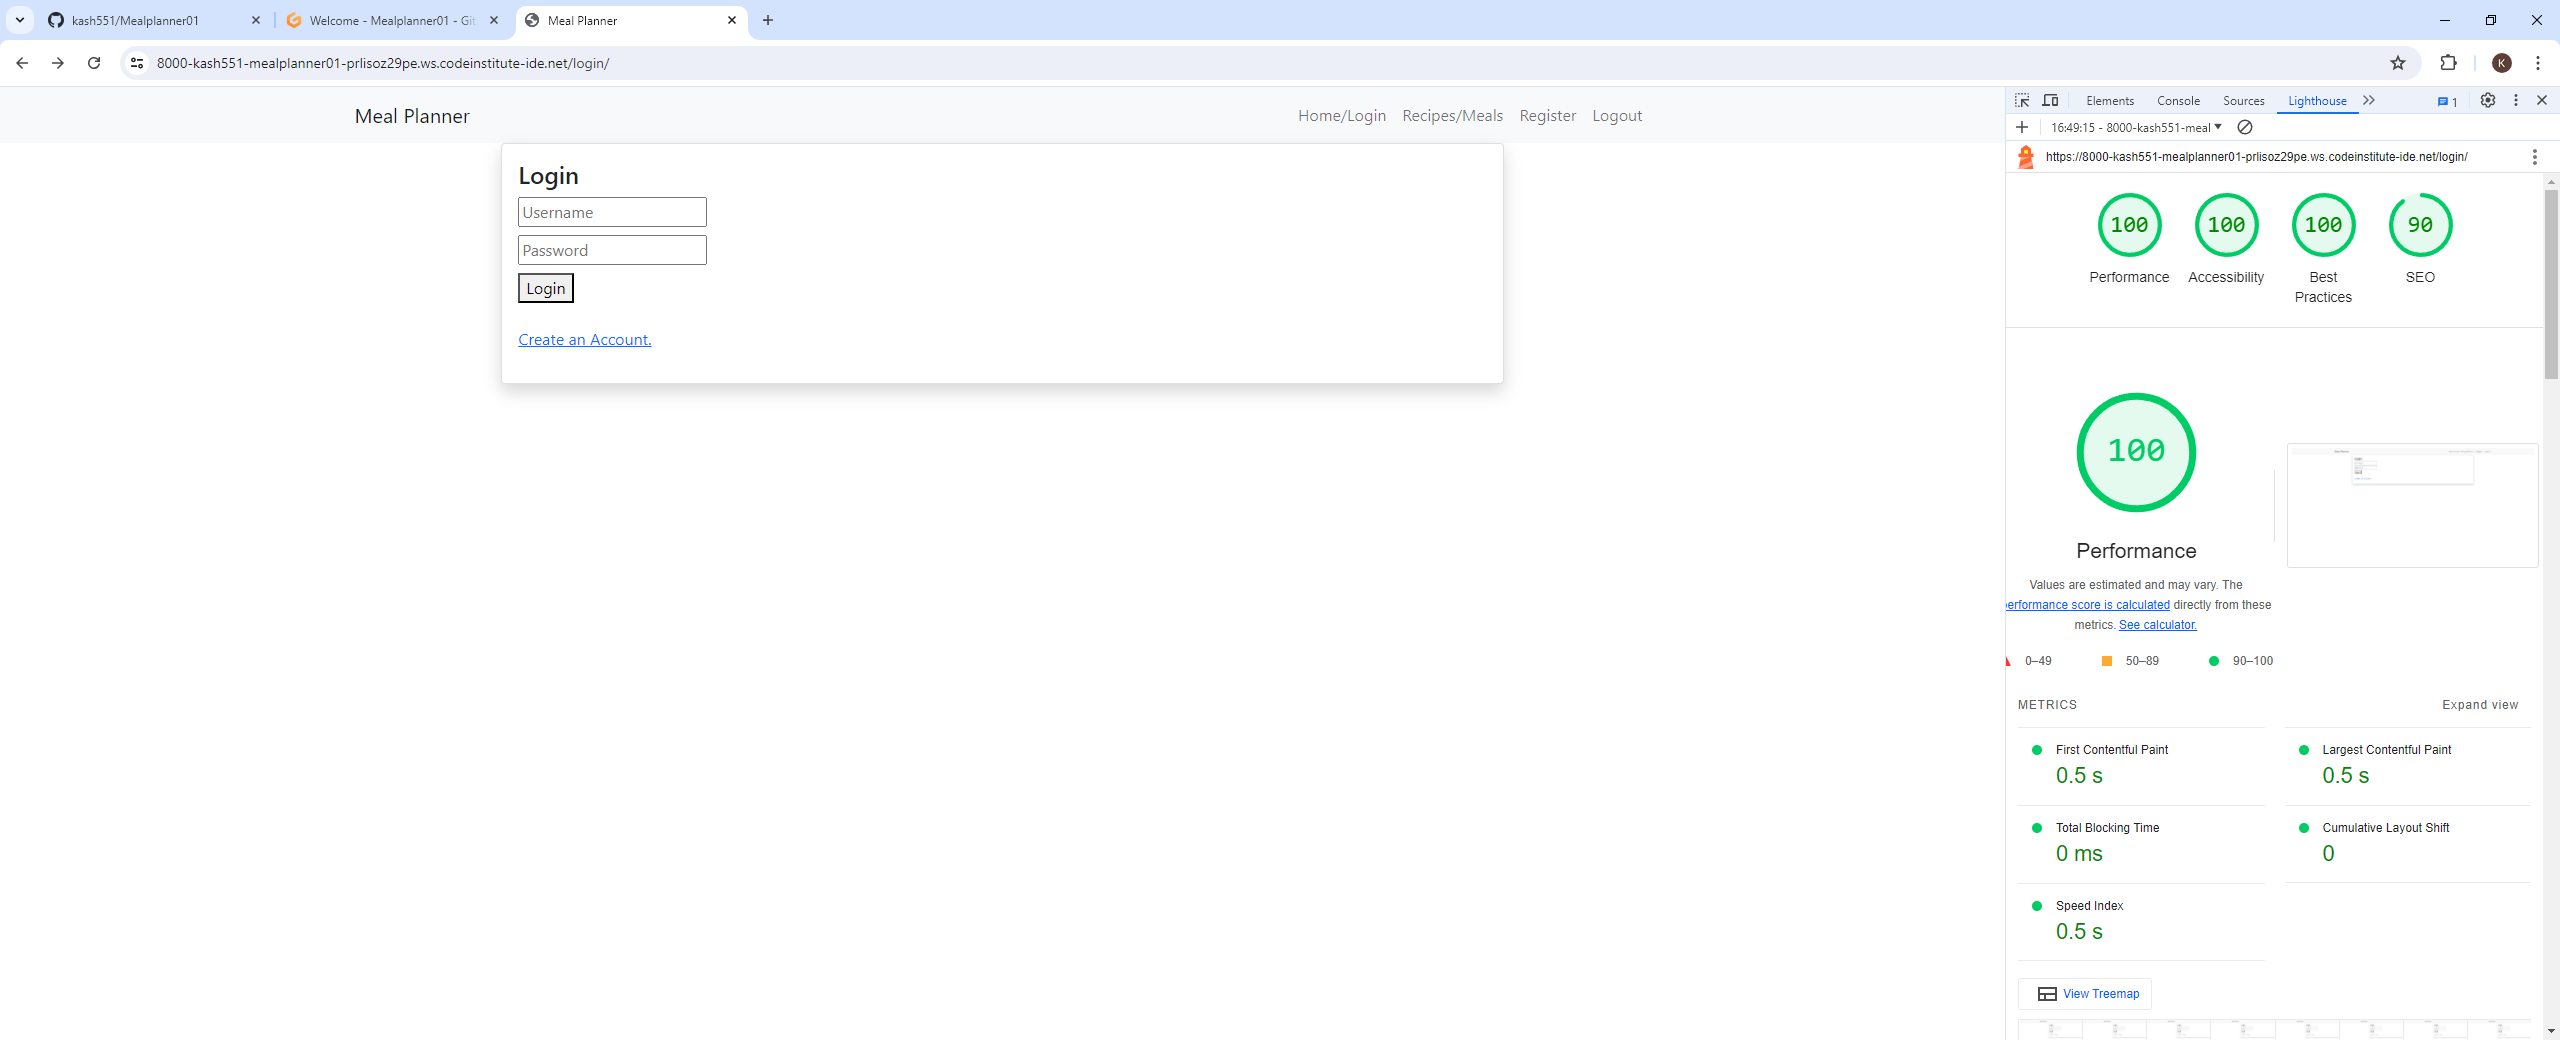 kash551/Mealplanner01
Welcome - Mealplanner01 - Git
Meal Planner
8000-kash551-mealplanner01-prlisoz29pe.ws.codeinstitute-ide.net/login/
K
Meal Planner
Home/Login Recipes/Meals Register Logout
Login
Username
Password
Login
Create an Account.
Elements Console Sources Lighthouse 1
16:49:15 - 8000-kash551-meal
https://8000-kash551-mealplanner01-prlisoz29pe.ws.codeinstitute-ide.net/login/
100 100 100 90
Performance Accessibility Best Practices SEO
100
Performance
Values are estimated and may vary. The
performance score is calculated directly from these
metrics. See calculator.
0–49 50–89 90–100
METRICS Expand view
First Contentful Paint Largest Contentful Paint
0.5 s 0.5 s
Total Blocking Time Cumulative Layout Shift
0 ms 0
Speed Index
0.5 s
View Treemap